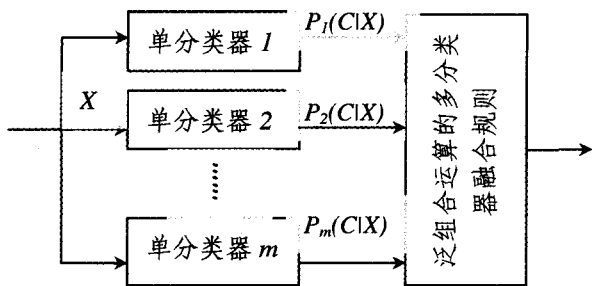 单分类器 1
P1(C|X)
X
单分类器 2
P2(C|X)
......
单分类器 m
Pm(C|X)
泛组合运算的多分类
器融合规则